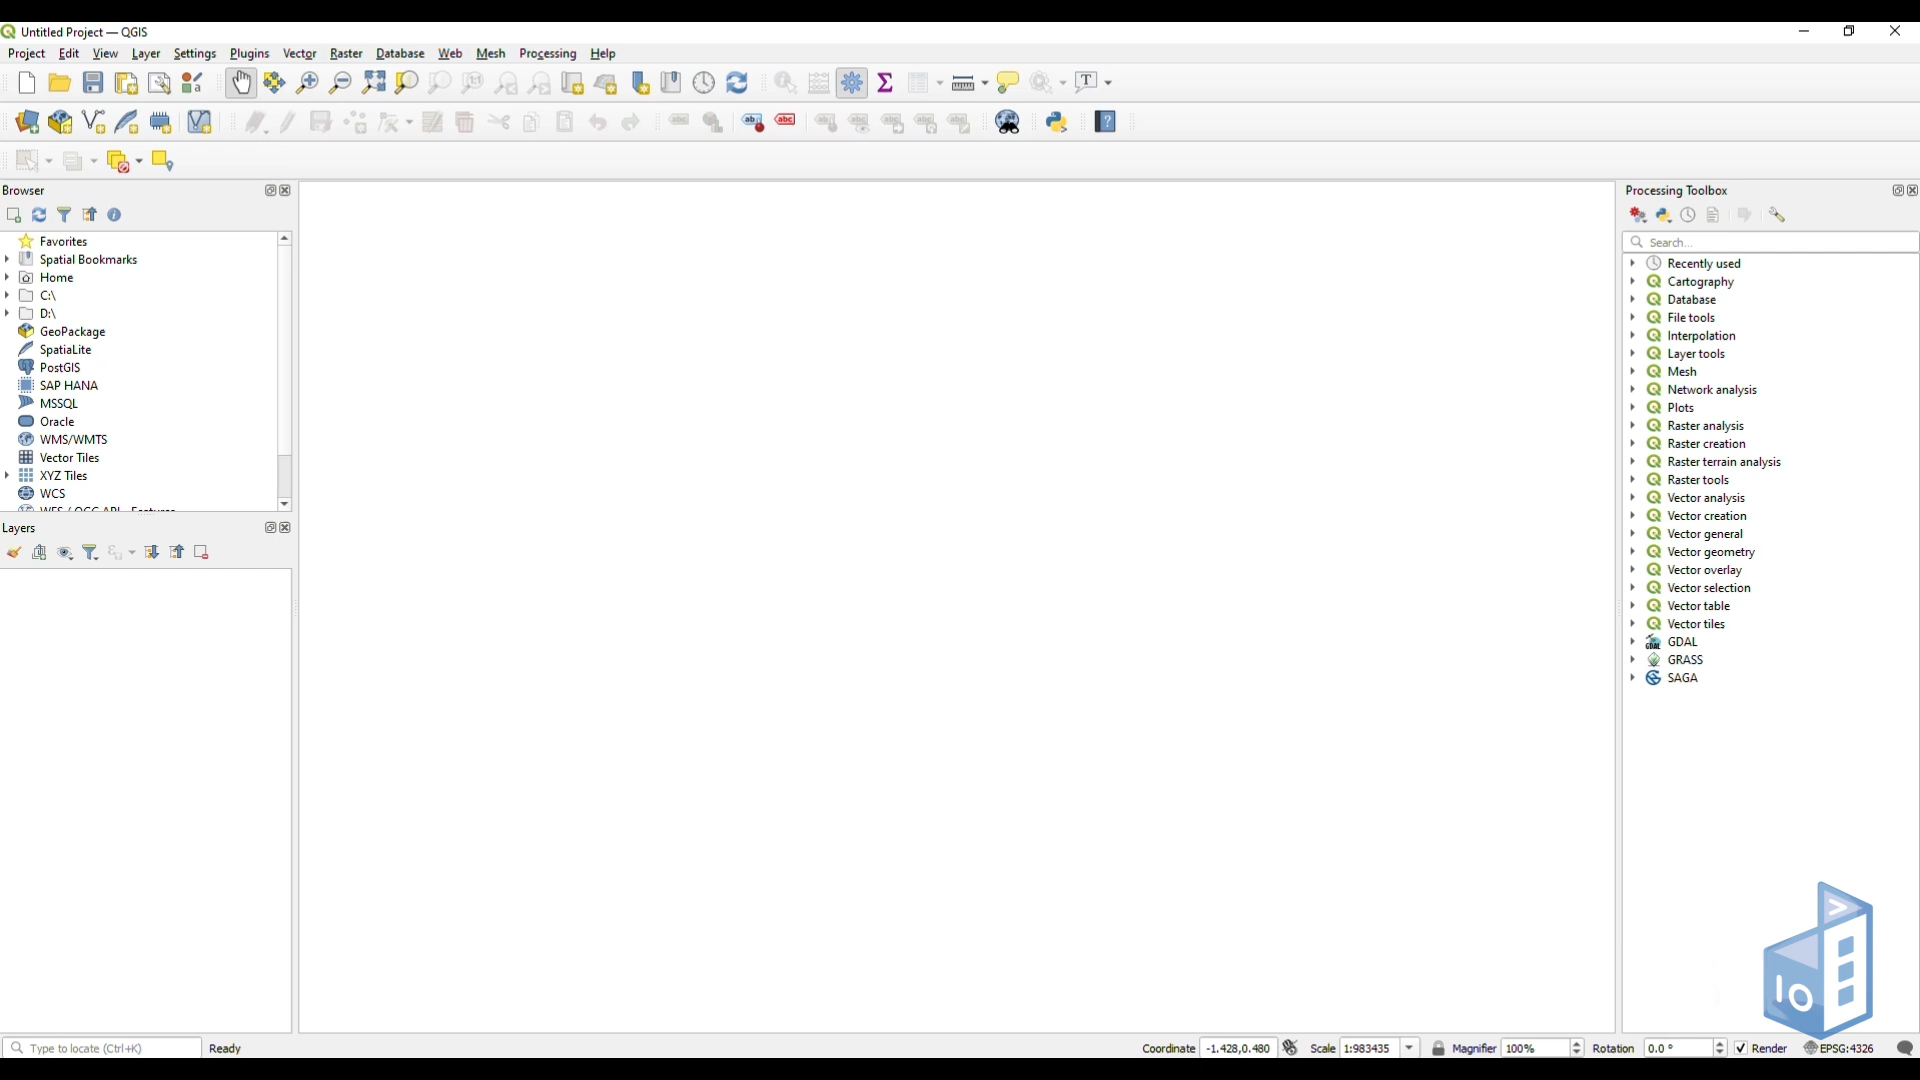 Untitled Project — QGIS
Project Edit View Layer Settings Plugins Vector Raster Database Web Mesh Processing Help
Browser
Favorites
Spatial Bookmarks
Home
C:\
D:\
GeoPackage
SpatiaLite
PostGIS
SAP HANA
MSSQL
Oracle
WMS/WMTS
Vector Tiles
XYZ Tiles
WCS
WFS / OGC API - Features
Layers
Processing Toolbox
Search...
Recently used
Cartography
Database
File tools
Interpolation
Layer tools
Mesh
Network analysis
Plots
Raster analysis
Raster creation
Raster terrain analysis
Raster tools
Vector analysis
Vector creation
Vector general
Vector geometry
Vector overlay
Vector selection
Vector table
Vector tiles
GDAL
GRASS
SAGA
Io
Type to locate (Ctrl+K) Ready Coordinate -1.428,0.480 Scale 1:983435 Magnifier 100% Rotation 0.0 ° Render EPSG:4326